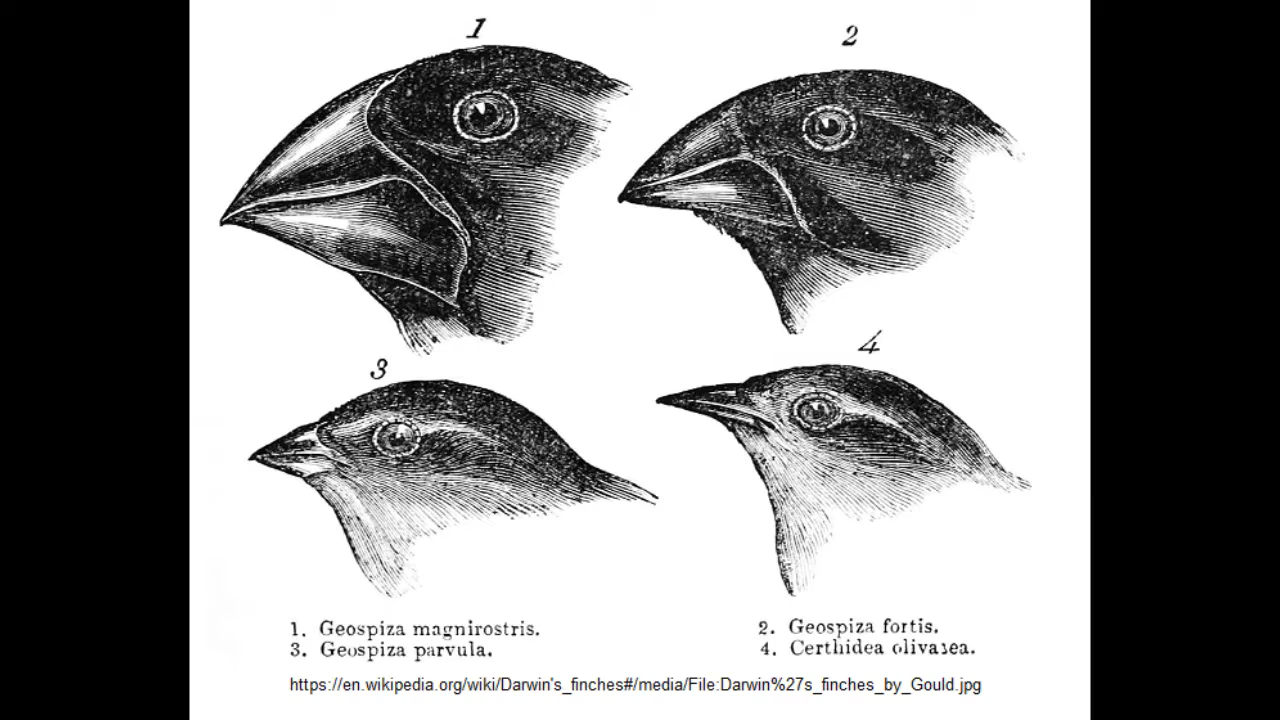 1
2
3
4
1. Geospiza magnirostris.
2. Geospiza fortis.
3. Geospiza parvula.
4. Certhidea olivasea.
https://en.wikipedia.org/wiki/Darwin's_finches#/media/File:Darwin%27s_finches_by_Gould.jpg